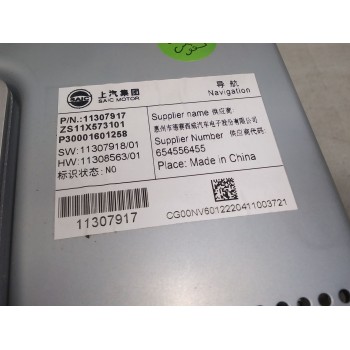 SAIC
上汽集团
SAIC MOTOR
导 航
Navigation
P/N.:11307917
ZS11X573101
P30001601258
SW:11307918/01
HW:11308563/01
标识状态: NO
Supplier name 供应商:
惠州市德赛西威汽车电子股份有限公司
Supplier Number 供应商代码:
654556455
Place: Made in China
11307917
CG00NV6012220411003721